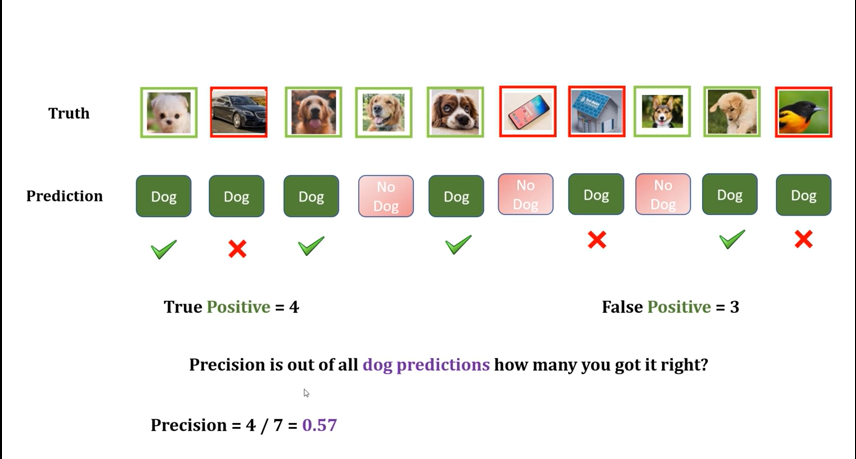 Truth
Prediction
Dog
Dog
Dog
No
Dog
Dog
No
Dog
Dog
No
Dog
Dog
Dog
True Positive = 4
False Positive = 3
Precision is out of all dog predictions how many you got it right?
Precision = 4 / 7 = 0.57